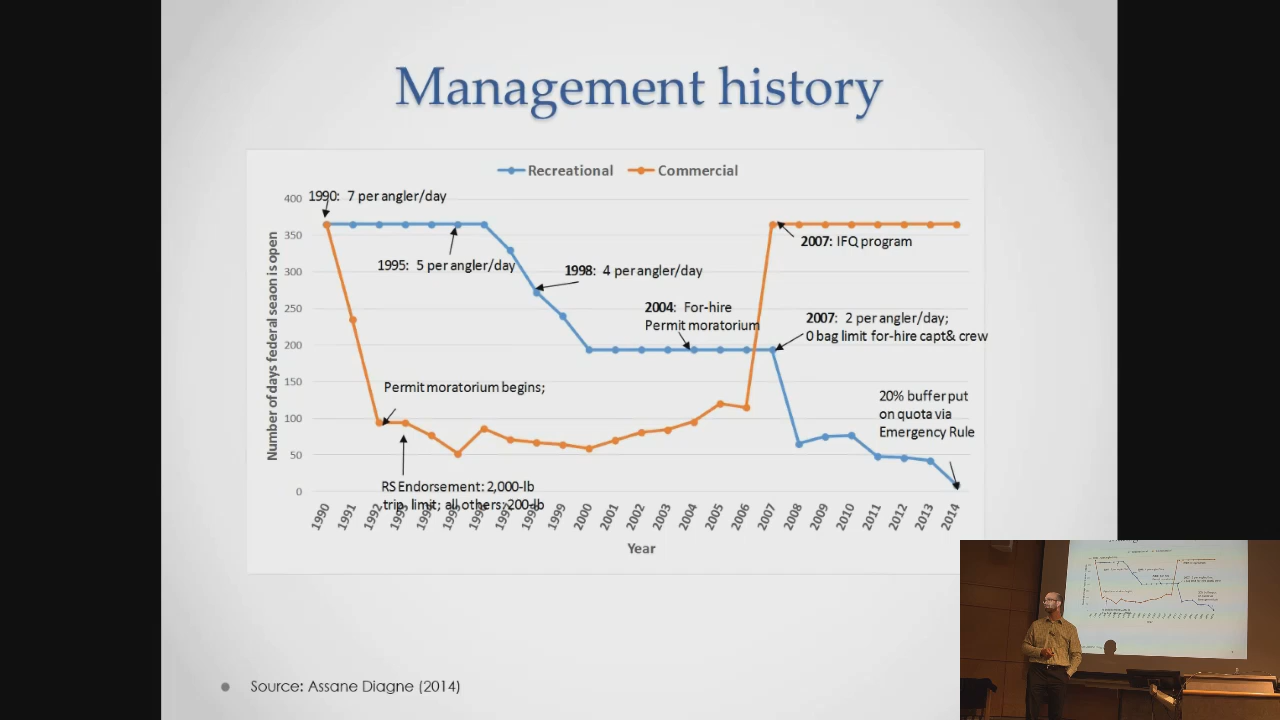 Management history
Recreational
Commercial
400
350
300
250
200
150
100
50
0
Number of days federal seaon is open
1990: 7 per angler/day
1995: 5 per angler/day
1998: 4 per angler/day
2004: For-hire
Permit moratorium
2007: IFQ program
2007: 2 per angler/day;
0 bag limit for-hire capt& crew
Permit moratorium begins;
20% buffer put
on quota via
Emergency Rule
RS Endorsement: 2,000-lb
trip limit; all others: 200-lb
1990
1991
1992
1993
1994
1995
1996
1997
1998
1999
2000
2001
2002
2003
2004
2005
2006
2007
2008
2009
2010
2011
2012
2013
2014
Year
Source: Assane Diagne (2014)